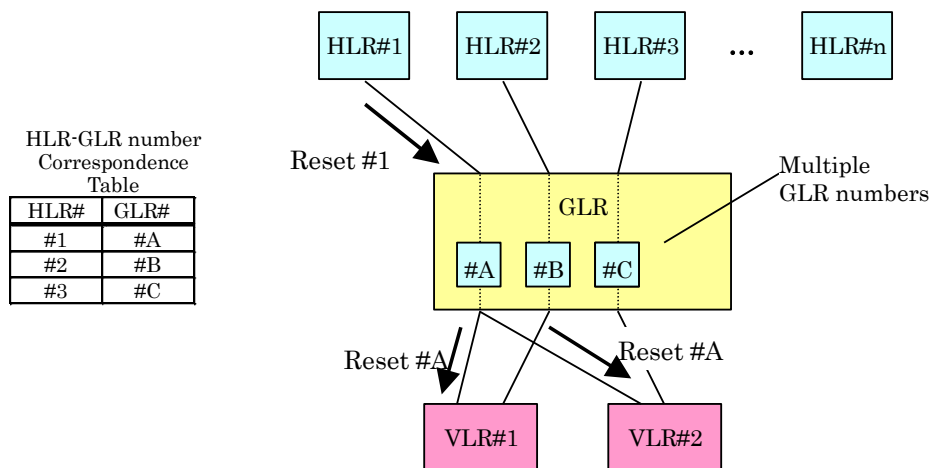 HLR#1
HLR#2
HLR#3
...
HLR#n
HLR-GLR number
Correspondence
Table
HLR# GLR#
#1 #A
#2 #B
#3 #C
Reset #1
Multiple
GLR numbers
GLR
#A
#B
#C
Reset #A
Reset #A
VLR#1
VLR#2